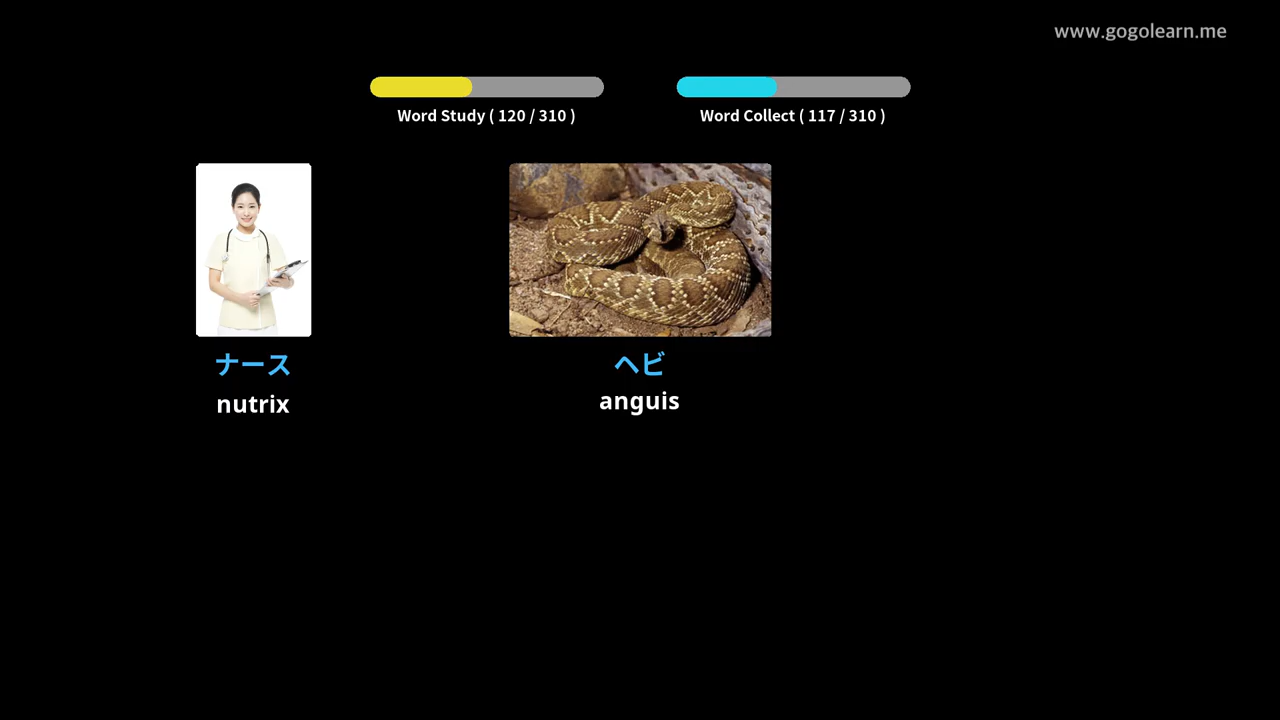 www.gogolearn.me
Word Study ( 120 / 310 )
Word Collect ( 117 / 310 )
ナース
nutrix
ヘビ
anguis